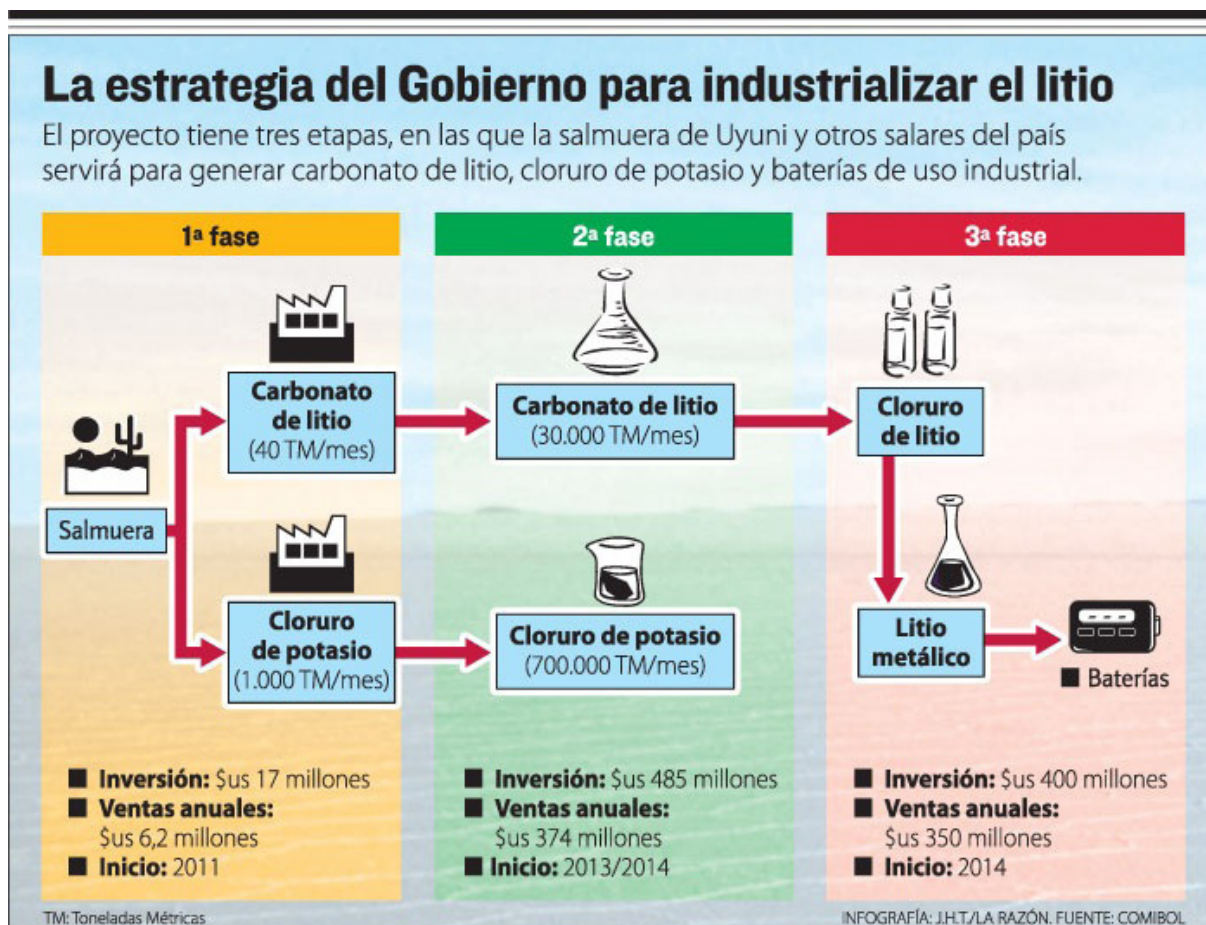 La estrategia del Gobierno para industrializar el litio
El proyecto tiene tres etapas, en las que la salmuera de Uyuni y otros salares del país
servirá para generar carbonato de litio, cloruro de potasio y baterías de uso industrial.
1ª fase
Salmuera
Carbonato
de litio
(40 TM/mes)
Cloruro
de potasio
(1.000 TM/mes)
■ Inversión: $us 17 millones
■ Ventas anuales:
$us 6,2 millones
■ Inicio: 2011
2ª fase
Carbonato de litio
(30.000 TM/mes)
Cloruro de potasio
(700.000 TM/mes)
■ Inversión: $us 485 millones
■ Ventas anuales:
$us 374 millones
■ Inicio: 2013/2014
3ª fase
Cloruro
de litio
Litio
metálico
■ Baterías
■ Inversión: $us 400 millones
■ Ventas anuales:
$us 350 millones
■ Inicio: 2014
TM: Toneladas Métricas
INFOGRAFÍA: J.H.T./LA RAZÓN. FUENTE: COMIBOL